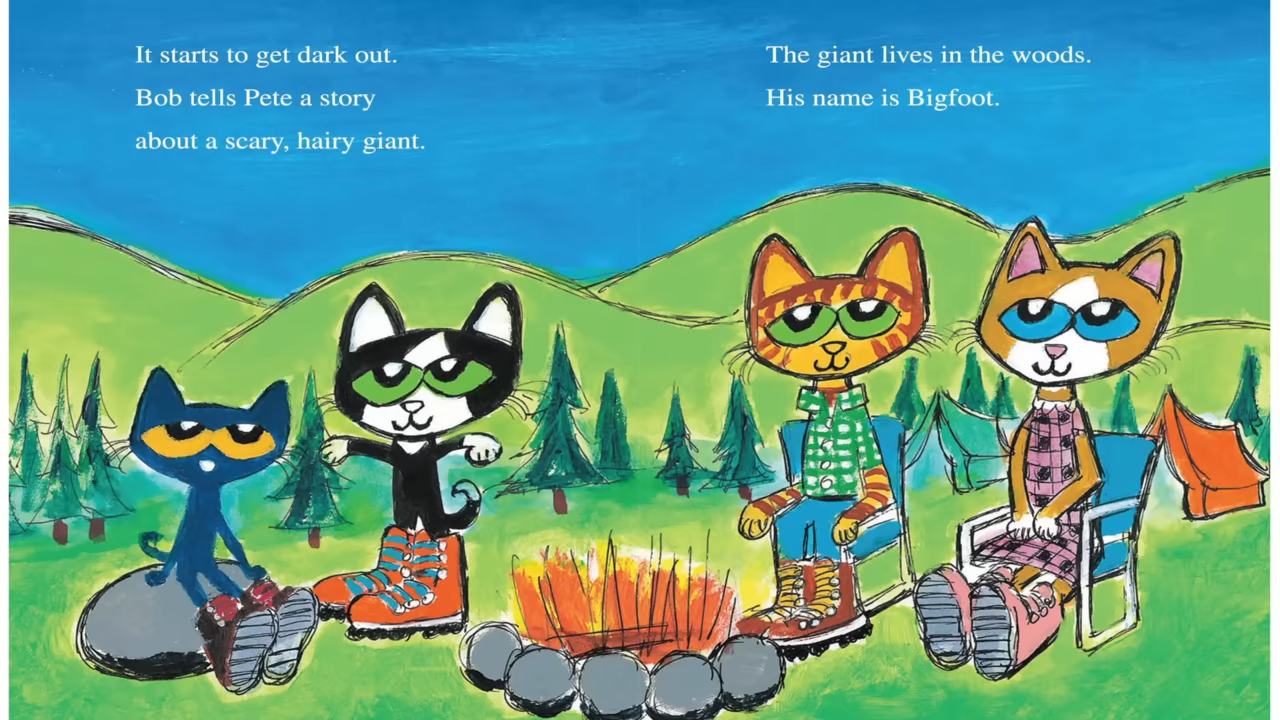 It starts to get dark out.
Bob tells Pete a story
about a scary, hairy giant.
The giant lives in the woods.
His name is Bigfoot.